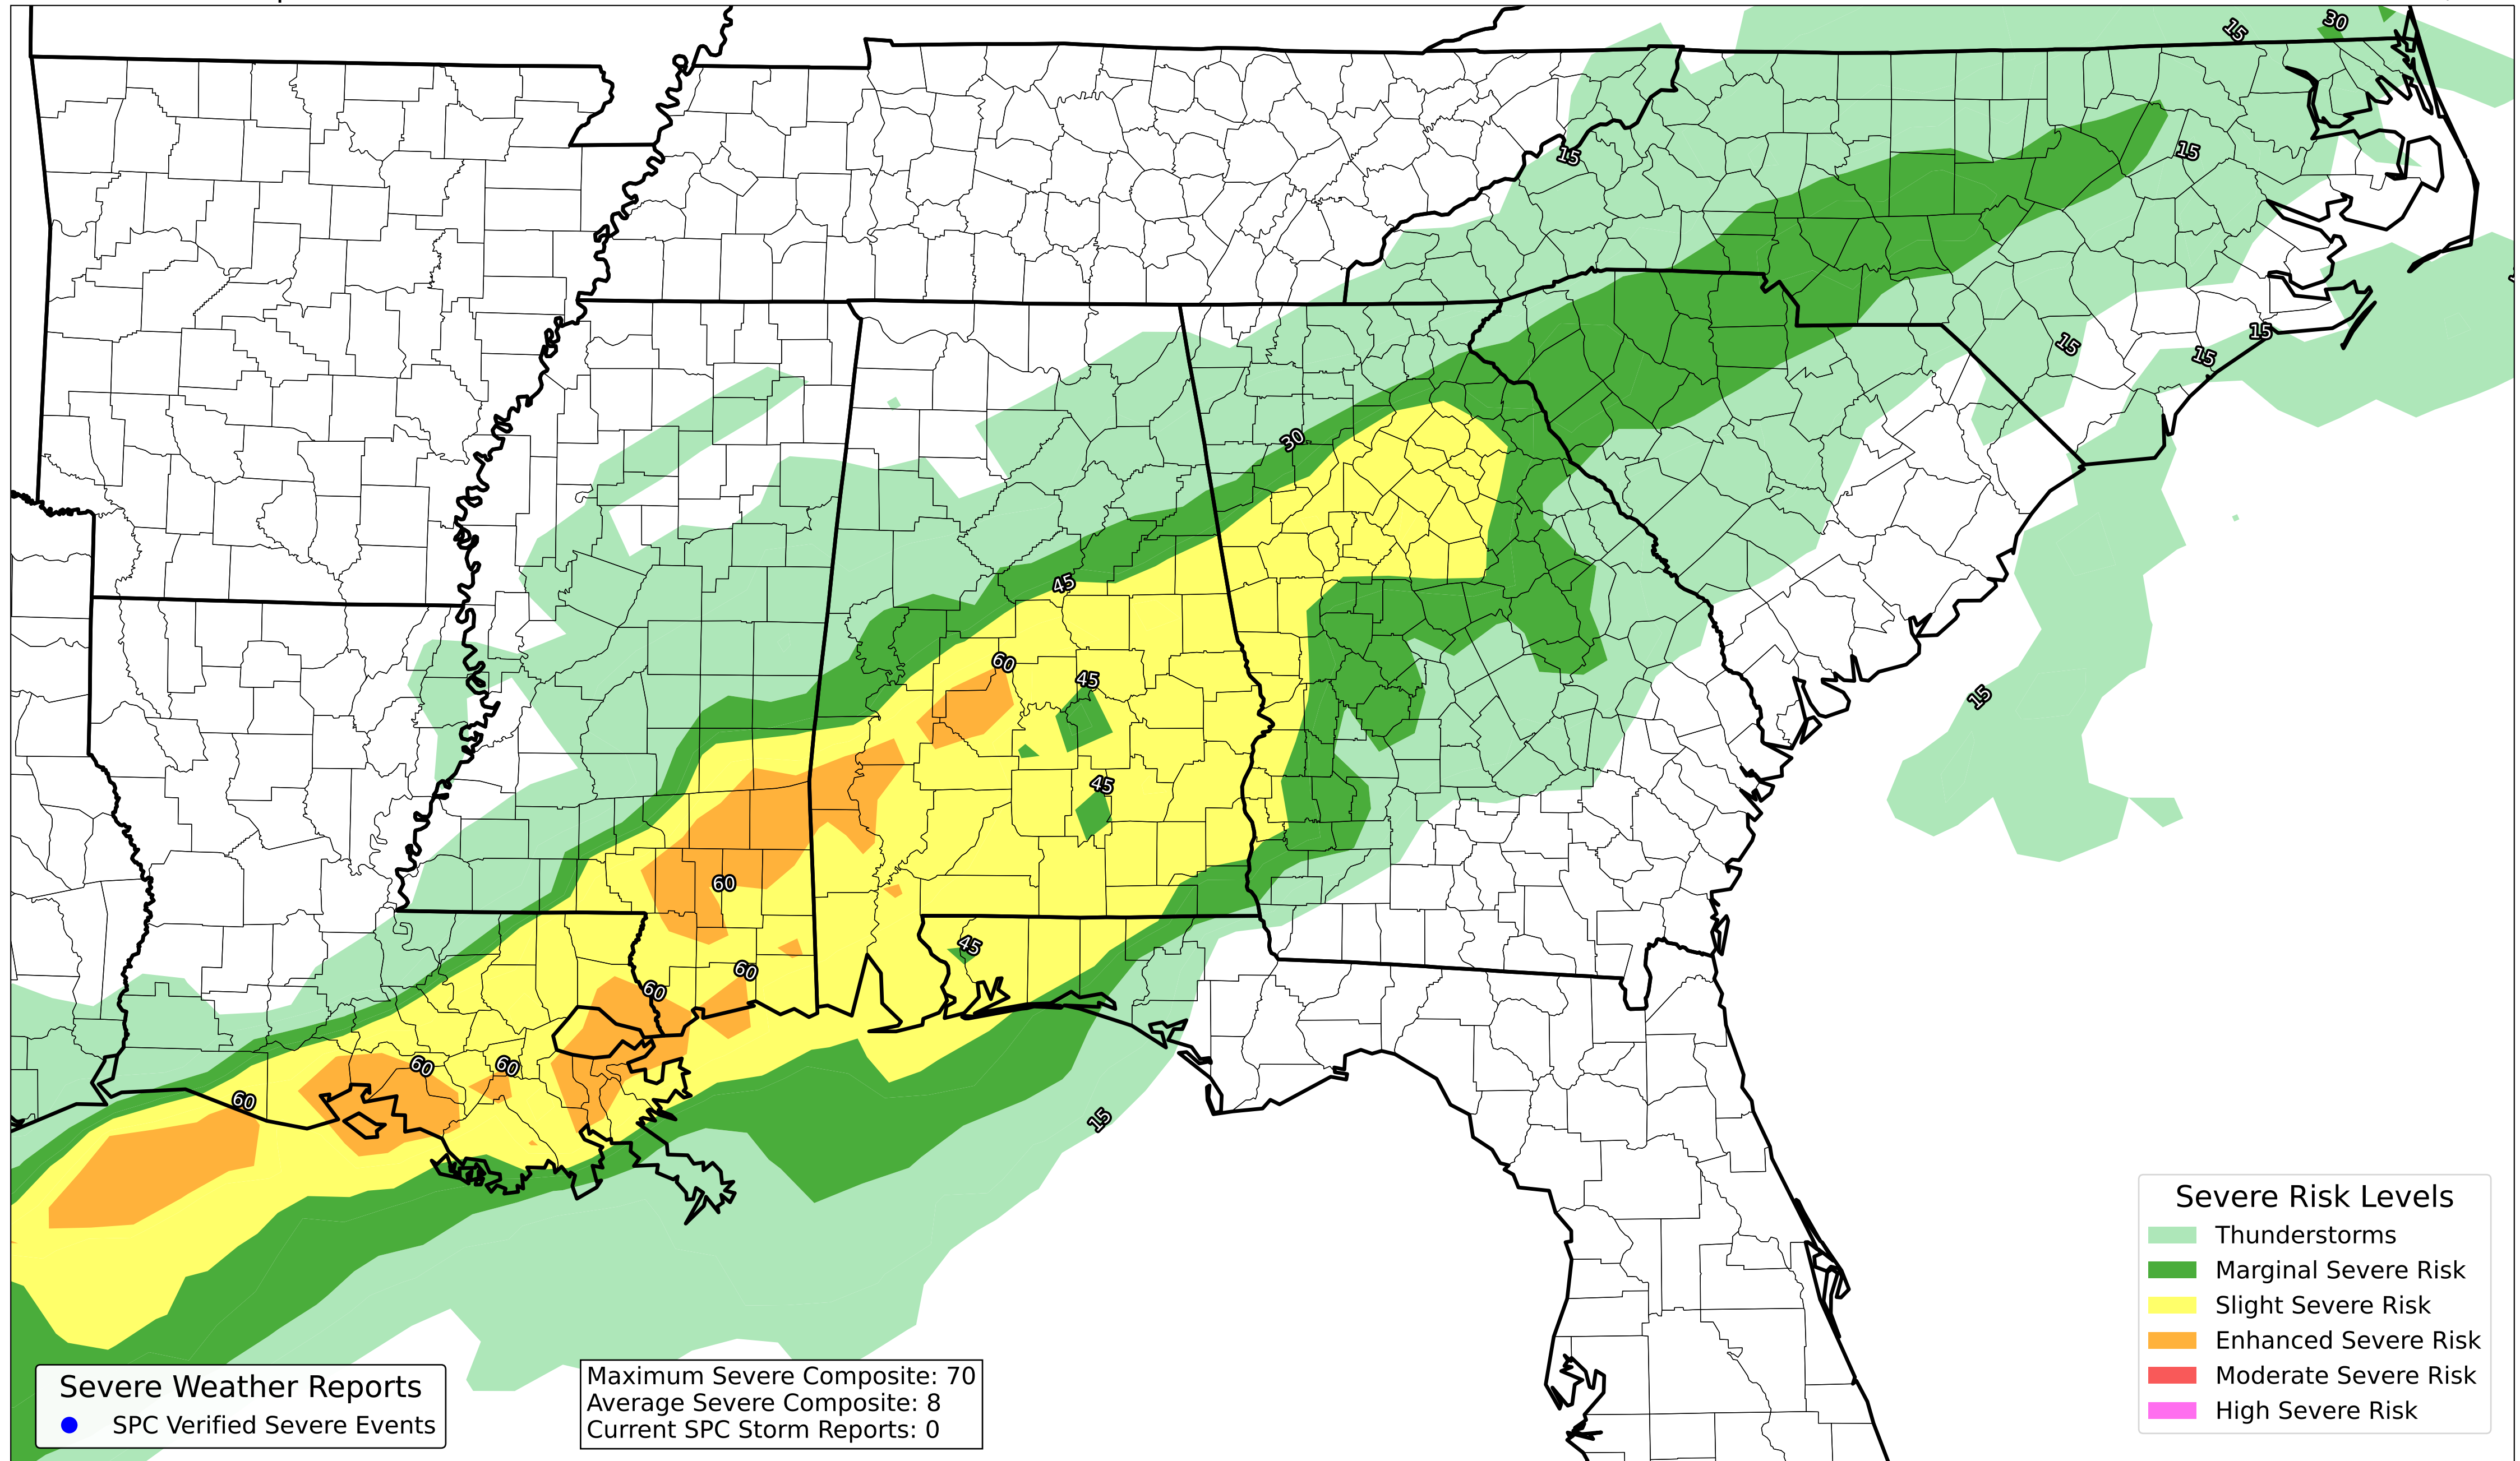 15
30
15
15
15
15
15
30
45
60
45
15
45
60
45
60
60
60
60
60
15
Severe Risk Levels
Thunderstorms
Marginal Severe Risk
Slight Severe Risk
Enhanced Severe Risk
Moderate Severe Risk
High Severe Risk
Severe Weather Reports
SPC Verified Severe Events
Maximum Severe Composite: 70
Average Severe Composite: 8
Current SPC Storm Reports: 0